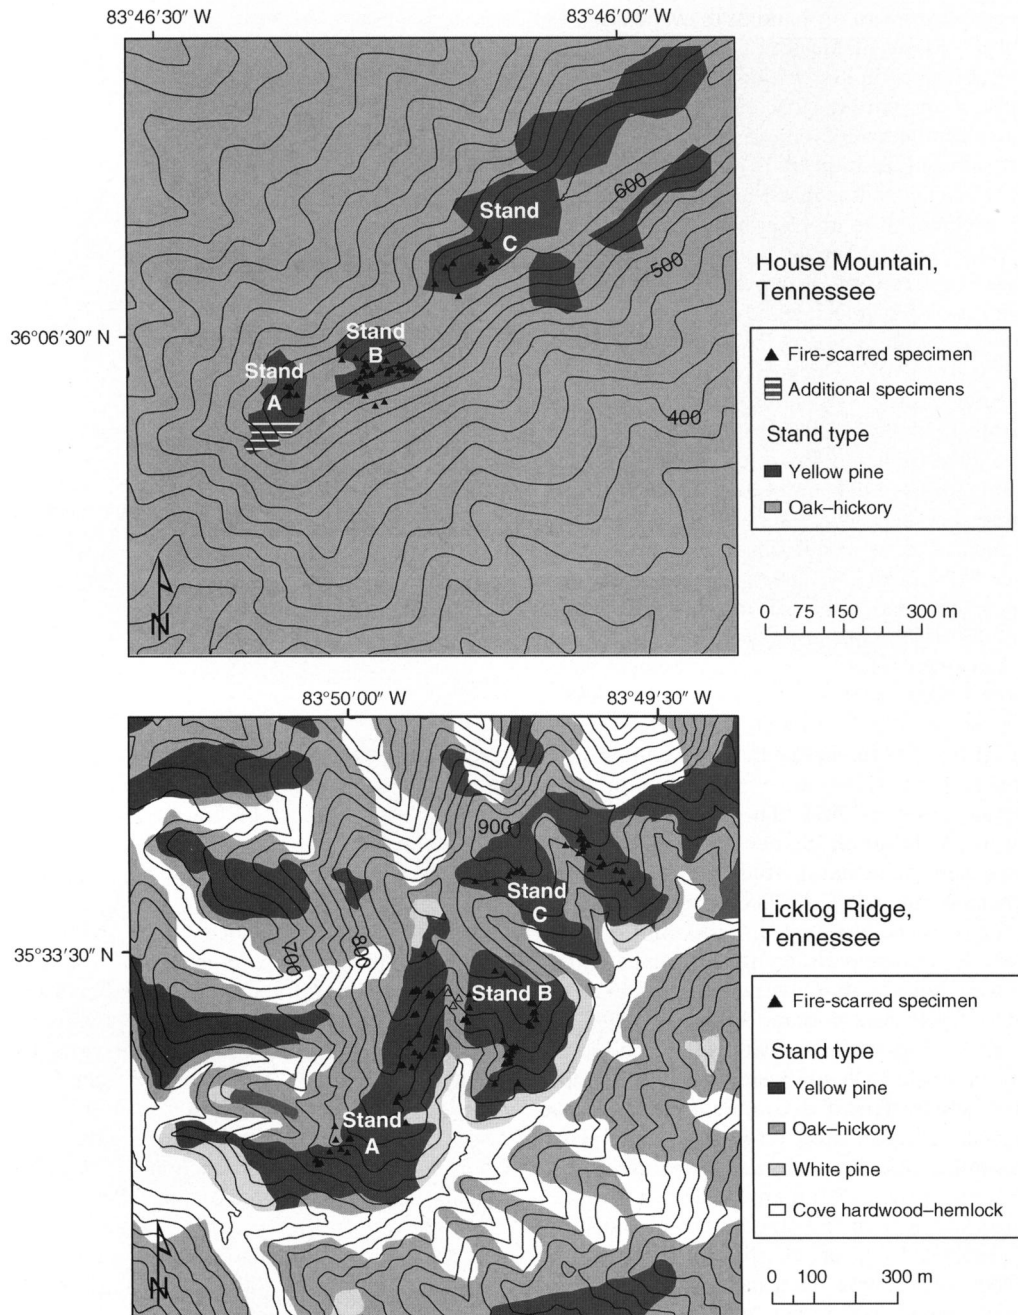 83°46′30″ W
83°46′00″ W
36°06′30″ N
Stand
C
600
500
Stand
B
Stand
A
400
N
House Mountain,
Tennessee
Fire-scarred specimen
Additional specimens
Stand type
Yellow pine
Oak–hickory
0 75 150 300 m
83°50′00″ W
83°49′30″ W
35°33′30″ N
900
Stand
C
700
800
Stand B
Stand
A
N
Licklog Ridge,
Tennessee
Fire-scarred specimen
Stand type
Yellow pine
Oak–hickory
White pine
Cove hardwood–hemlock
0 100 300 m